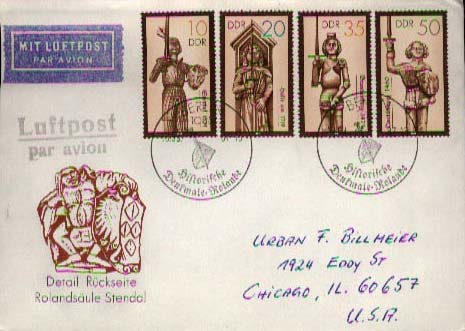 MIT LUFTPOST
PAR AVION
10
DDR
DDR
20
DDR
35
DDR
50
Luftpost
par avion
Historische
Denkmale-Rolande
Historische
Denkmale-Rolande
Detail Rückseite
Rolandsäule Stendal
URBAN F. BILLMEIER
1924 EDDY ST
CHICAGO, IL 60657
U.S.A.